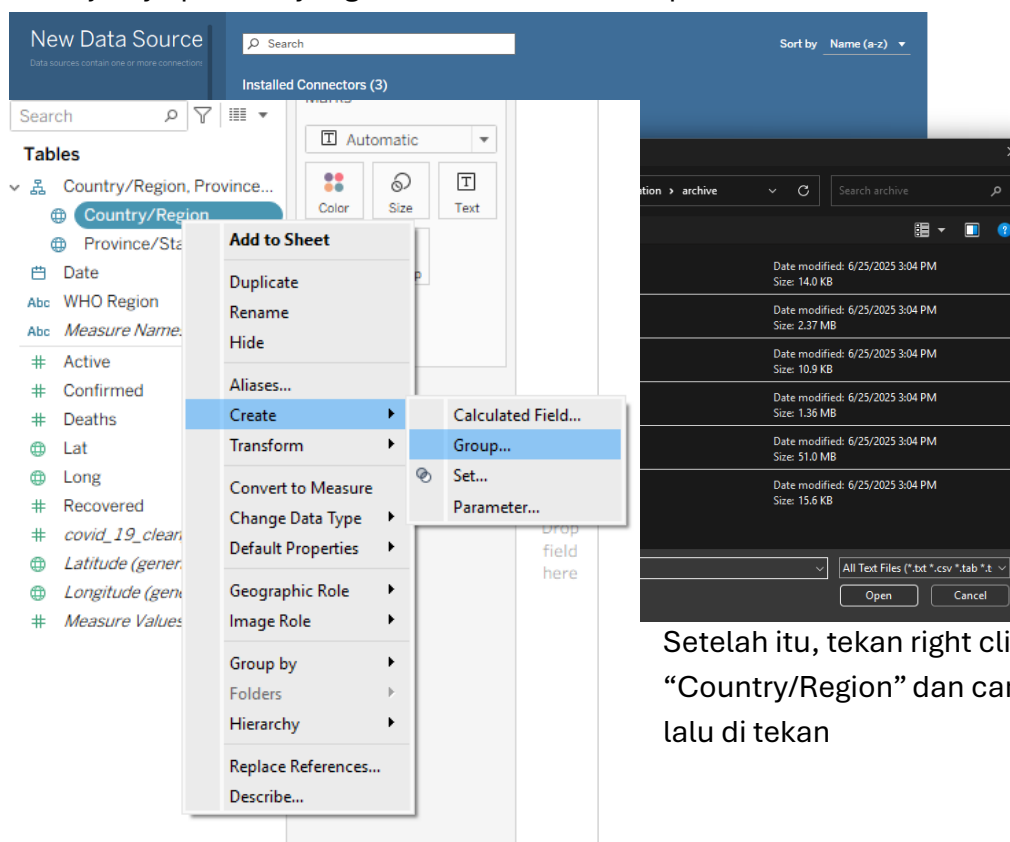 New Data Source
Data sources contain one or more connections
Search
Sort by Name (a-z)
Installed Connectors (3)
Search
Tables
Country/Region, Province...
Country/Region
Province/Sta
Date
Abc WHO Region
Abc Measure Name
Active
Confirmed
Deaths
Lat
Long
Recovered
covid_19_clean
Latitude (gener
Longitude (gene
Measure Values
Marks
Automatic
Color
Size
Text
Add to Sheet
Duplicate
Rename
Hide
Aliases...
Create
Transform
Convert to Measure
Change Data Type
Default Properties
Geographic Role
Image Role
Group by
Folders
Hierarchy
Replace References...
Describe...
Calculated Field...
Group...
Set...
Parameter...
Drop
field
here
archive
Search archive
Date modified: 6/25/2025 3:04 PM
Size: 14.0 KB
Date modified: 6/25/2025 3:04 PM
Size: 2.37 MB
Date modified: 6/25/2025 3:04 PM
Size: 10.9 KB
Date modified: 6/25/2025 3:04 PM
Size: 1.36 MB
Date modified: 6/25/2025 3:04 PM
Size: 51.0 MB
Date modified: 6/25/2025 3:04 PM
Size: 15.6 KB
All Text Files (*.txt *.csv *.tab *.t
Open
Cancel
Setelah itu, tekan right cli
“Country/Region” dan car
lalu di tekan